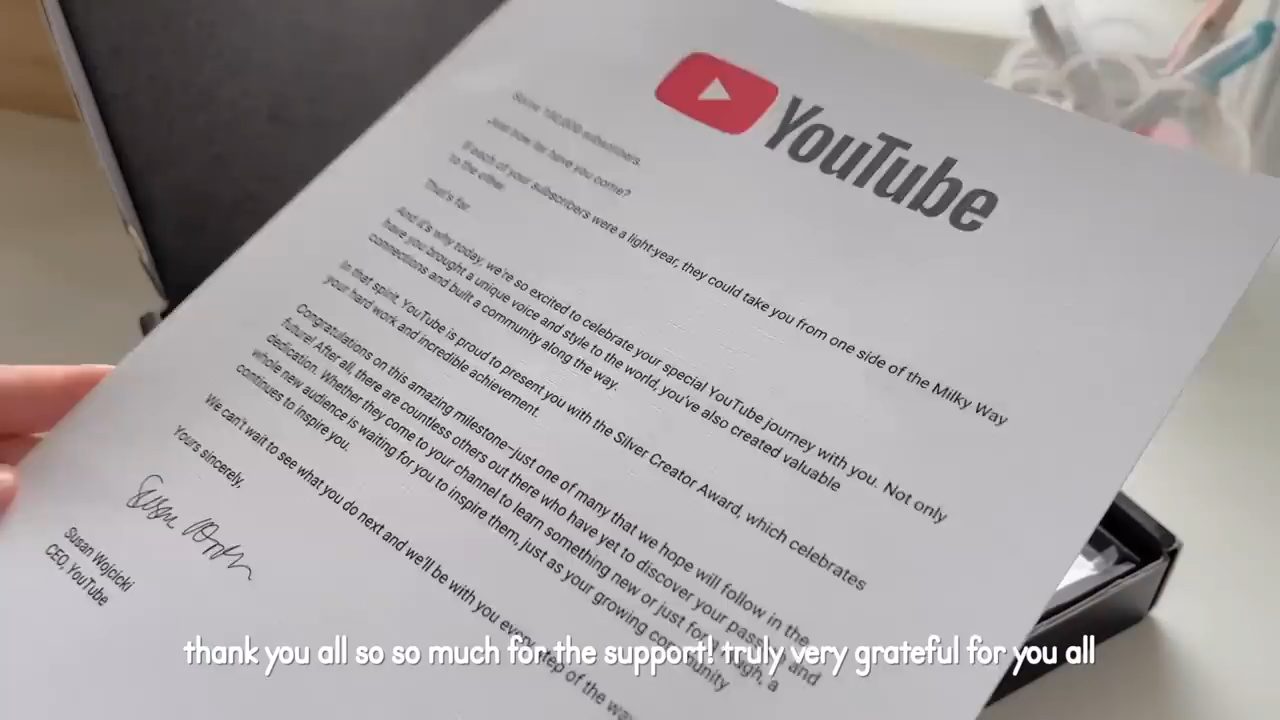 YouTube
Some 100,000 subscribers.
Just how far have you come?
If each of your subscribers were a light-year, they could take you from one side of the Milky Way
to the other.
That's far.
And it's why today, we're so excited to celebrate your special YouTube journey with you. Not only
have you brought a unique voice and style to the world, you've also created valuable
connections and built a community along the way.
In that spirit, YouTube is proud to present you with the Silver Creator Award, which celebrates
your hard work and incredible achievement.
Congratulations on this amazing milestone–just one of many that we hope will follow in the
future! After all, there are countless others out there who have yet to discover your passion and
dedication. Whether they come to your channel to learn something new or just for a laugh, a
whole new audience is waiting for you to inspire them, just as your growing community
continues to inspire you.
We can't wait to see what you do next and we'll be with you every step of the way
Yours sincerely,
Susan Wojcicki
CEO, YouTube
thank you all so so much for the support! truly very grateful for you all